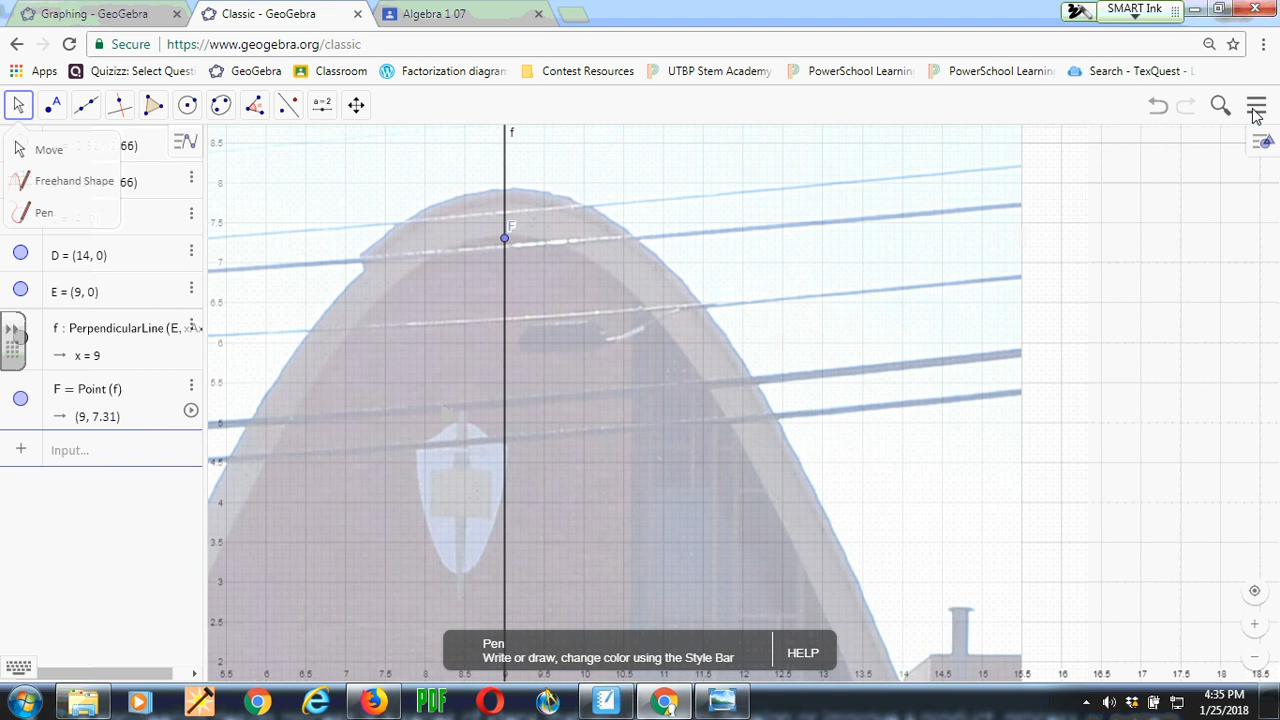 Graphing - GeoGebra
Classic - GeoGebra
Algebra 1 07
SMART Ink
Secure
https://www.geogebra.org/classic
Apps
Quizizz: Select Quest
GeoGebra
Classroom
Factorization diagram
Contest Resources
UTBP Stem Academy
PowerSchool Learning
PowerSchool Learning
Search - TexQuest -
a=2
Move
Freehand Shape
Pen
66)
66)
D = (14, 0)
E = (9, 0)
f : PerpendicularLine (E,
→ x = 9
F = Point (f)
→ (9, 7.31)
Input...
f
F
8.5
8
7.5
7
6.5
6
5.5
5
4.5
4
3.5
3
2.5
2
5.5 6 6.5 7 7.5 8 8.5 9 9.5 10 10.5 11 11.5 12 12.5 13 13.5 14 14.5 15 15.5 16 16.5 17 17.5 18 18.5
Pen
Write or draw, change color using the Style Bar
HELP
PDF
4:35 PM
1/25/2018